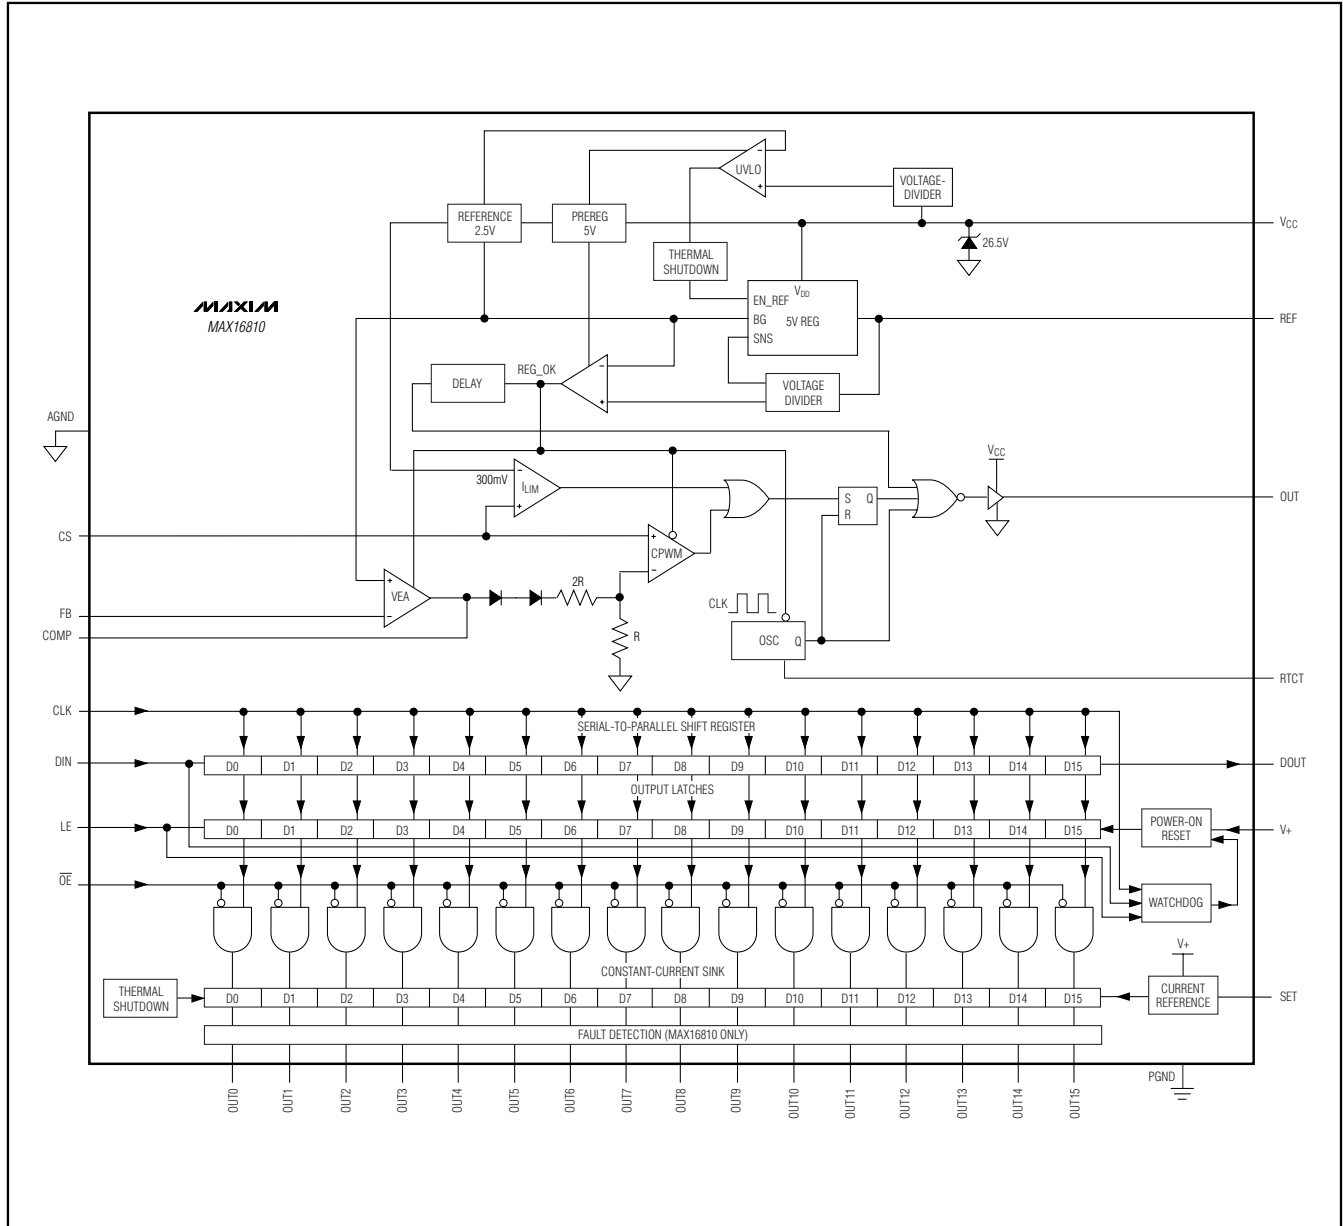 UVLO
VOLTAGE-
DIVIDER
REFERENCE
2.5V
PREREG
5V
VCC
26.5V
THERMAL
SHUTDOWN
MAXIM
MAX16810
VDD
EN_REF
BG
5V REG
SNS
REF
REG_OK
DELAY
VOLTAGE
DIVIDER
AGND
VCC
300mV
ILIM
S
Q
R
OUT
CS
CPWM
VEA
2R
FB
COMP
R
CLK
OSC
Q
RTCT
CLK
SERIAL-TO-PARALLEL SHIFT REGISTER
DIN
D0 D1 D2 D3 D4 D5 D6 D7 D8 D9 D10 D11 D12 D13 D14 D15
DOUT
OUTPUT LATCHES
LE
D0 D1 D2 D3 D4 D5 D6 D7 D8 D9 D10 D11 D12 D13 D14 D15
POWER-ON
RESET
V+
OE
WATCHDOG
V+
CONSTANT-CURRENT SINK
THERMAL
SHUTDOWN
D0 D1 D2 D3 D4 D5 D6 D7 D8 D9 D10 D11 D12 D13 D14 D15
CURRENT
REFERENCE
SET
FAULT DETECTION (MAX16810 ONLY)
PGND
OUT0
OUT1
OUT2
OUT3
OUT4
OUT5
OUT6
OUT7
OUT8
OUT9
OUT10
OUT11
OUT12
OUT13
OUT14
OUT15
+
-